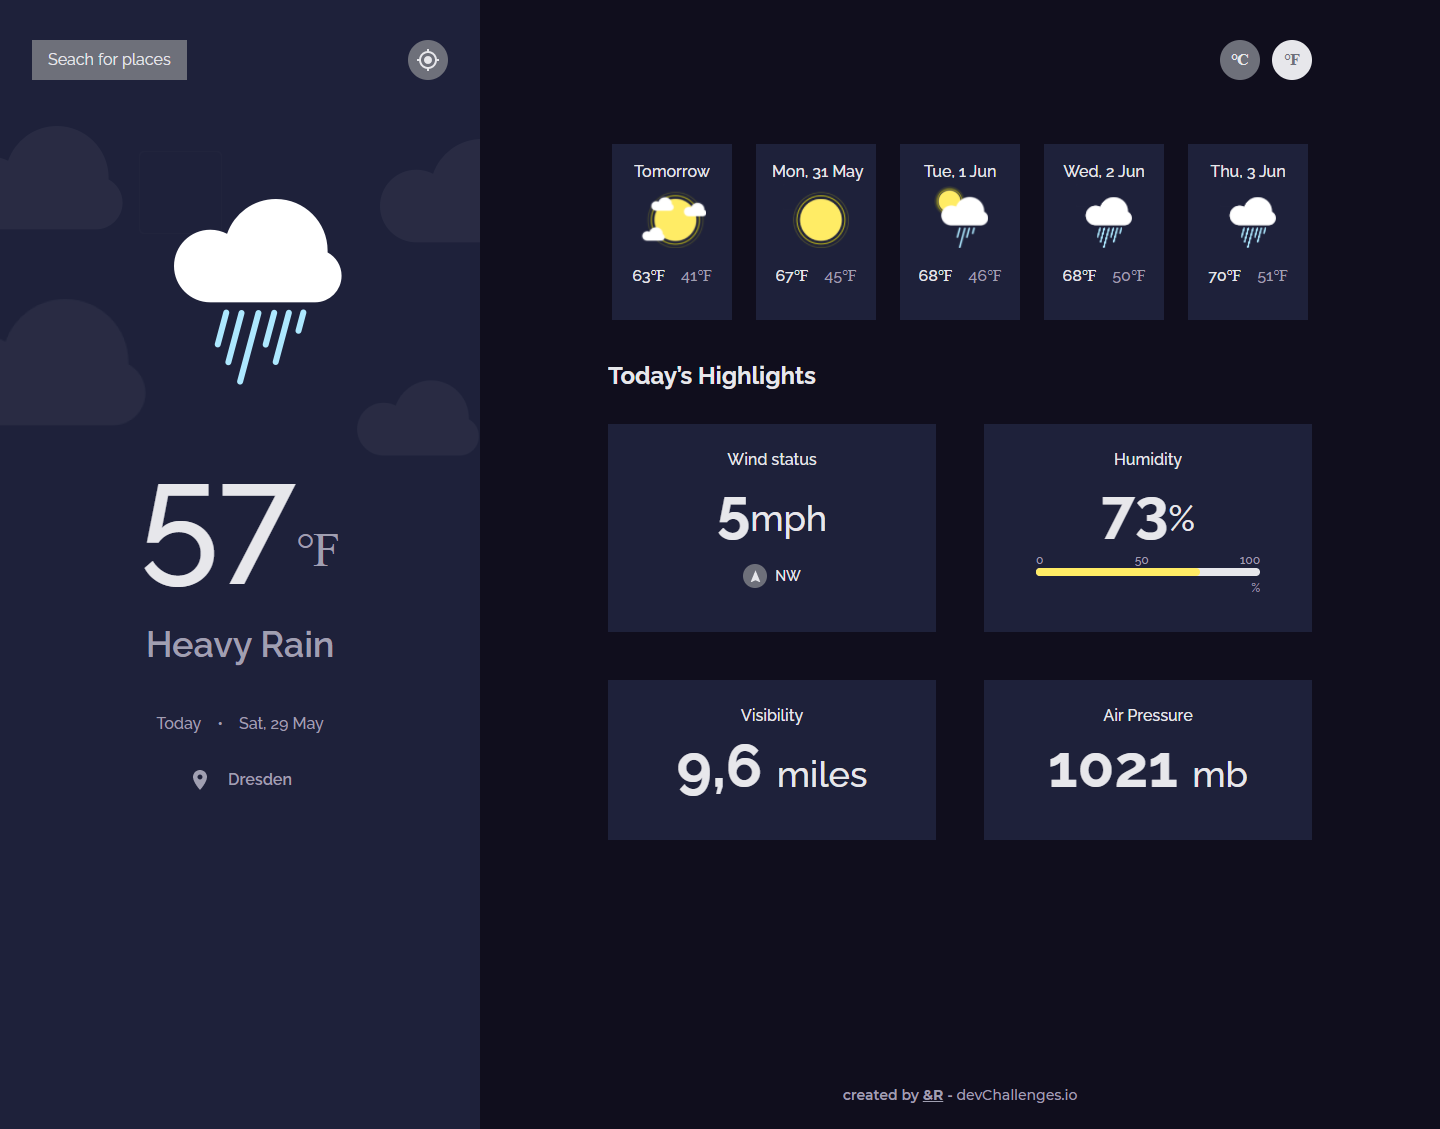 Seach for places
57℉
Heavy Rain
Today • Sat, 29 May
Dresden
℃ ℉
Tomorrow
63℉ 41℉
Mon, 31 May
67℉ 45℉
Tue, 1 Jun
68℉ 46℉
Wed, 2 Jun
68℉ 50℉
Thu, 3 Jun
70℉ 51℉
Today's Highlights
Wind status
5mph
NW
Humidity
73%
0 50 100
%
Visibility
9,6 miles
Air Pressure
1021 mb
created by &R - devChallenges.io